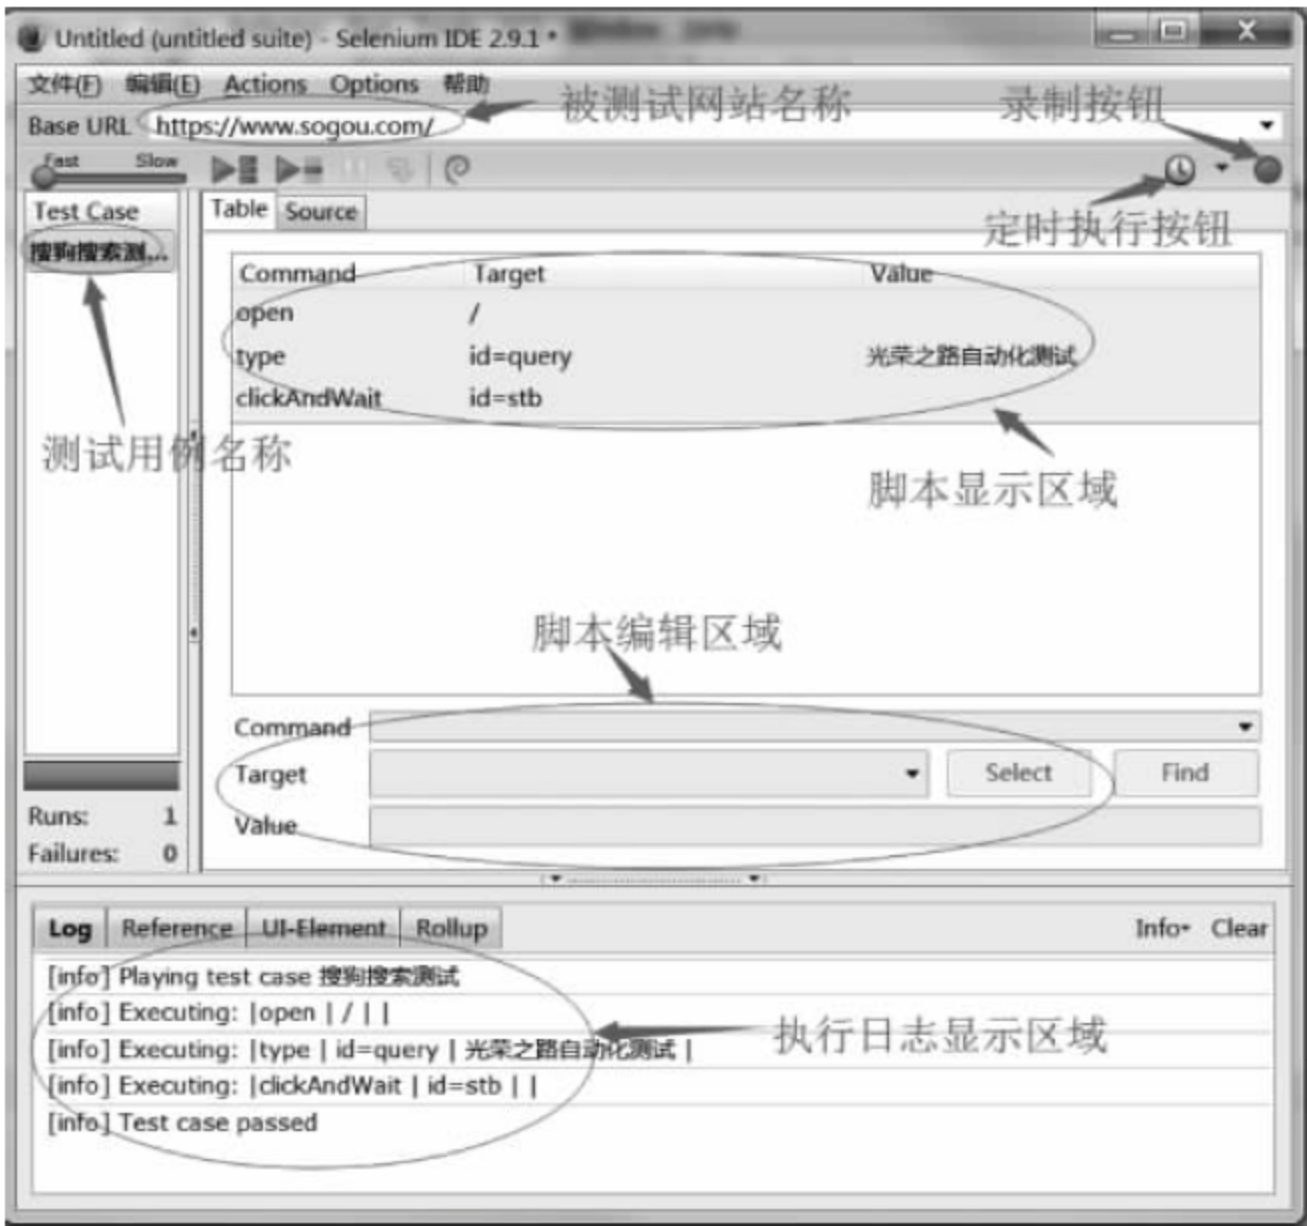 Untitled (untitled suite) - Selenium IDE 2.9.1 *
文件(F) 编辑(E) Actions Options 帮助
被测试网站名称
录制按钮
Base URL https://www.sogou.com/
Fast Slow
定时执行按钮
Test Case
Table Source
搜狗搜索测...
Command Target Value
open /
type id=query 光荣之路自动化测试
clickAndWait id=stb
测试用例名称
脚本显示区域
脚本编辑区域
Command
Target Select Find
Value
Runs: 1
Failures: 0
Log Reference UI-Element Rollup Info Clear
[info] Playing test case 搜狗搜索测试
[info] Executing: |open | / | |
[info] Executing: |type | id=query | 光荣之路自动化测试 |
执行日志显示区域
[info] Executing: |clickAndWait | id=stb | |
[info] Test case passed